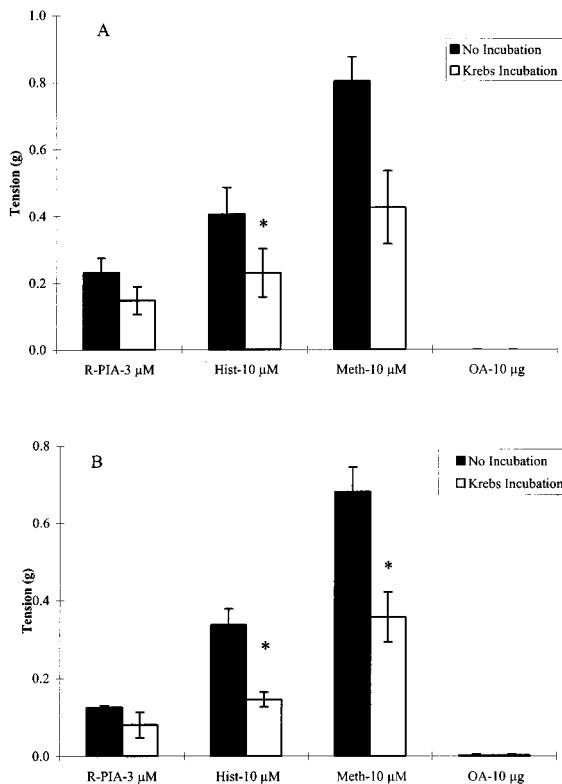 A
1.0
0.8
0.6
0.4
0.2
0.0
Tension (g)
No Incubation
Krebs Incubation
*
R-PIA-3 µM Hist-10 µM Meth-10 µM OA-10 µg
B
0.8
0.6
0.4
0.2
0.0
Tension (g)
No Incubation
Krebs Incubation
*
*
R-PIA-3 µM Hist-10 µM Meth-10 µM OA-10 µg